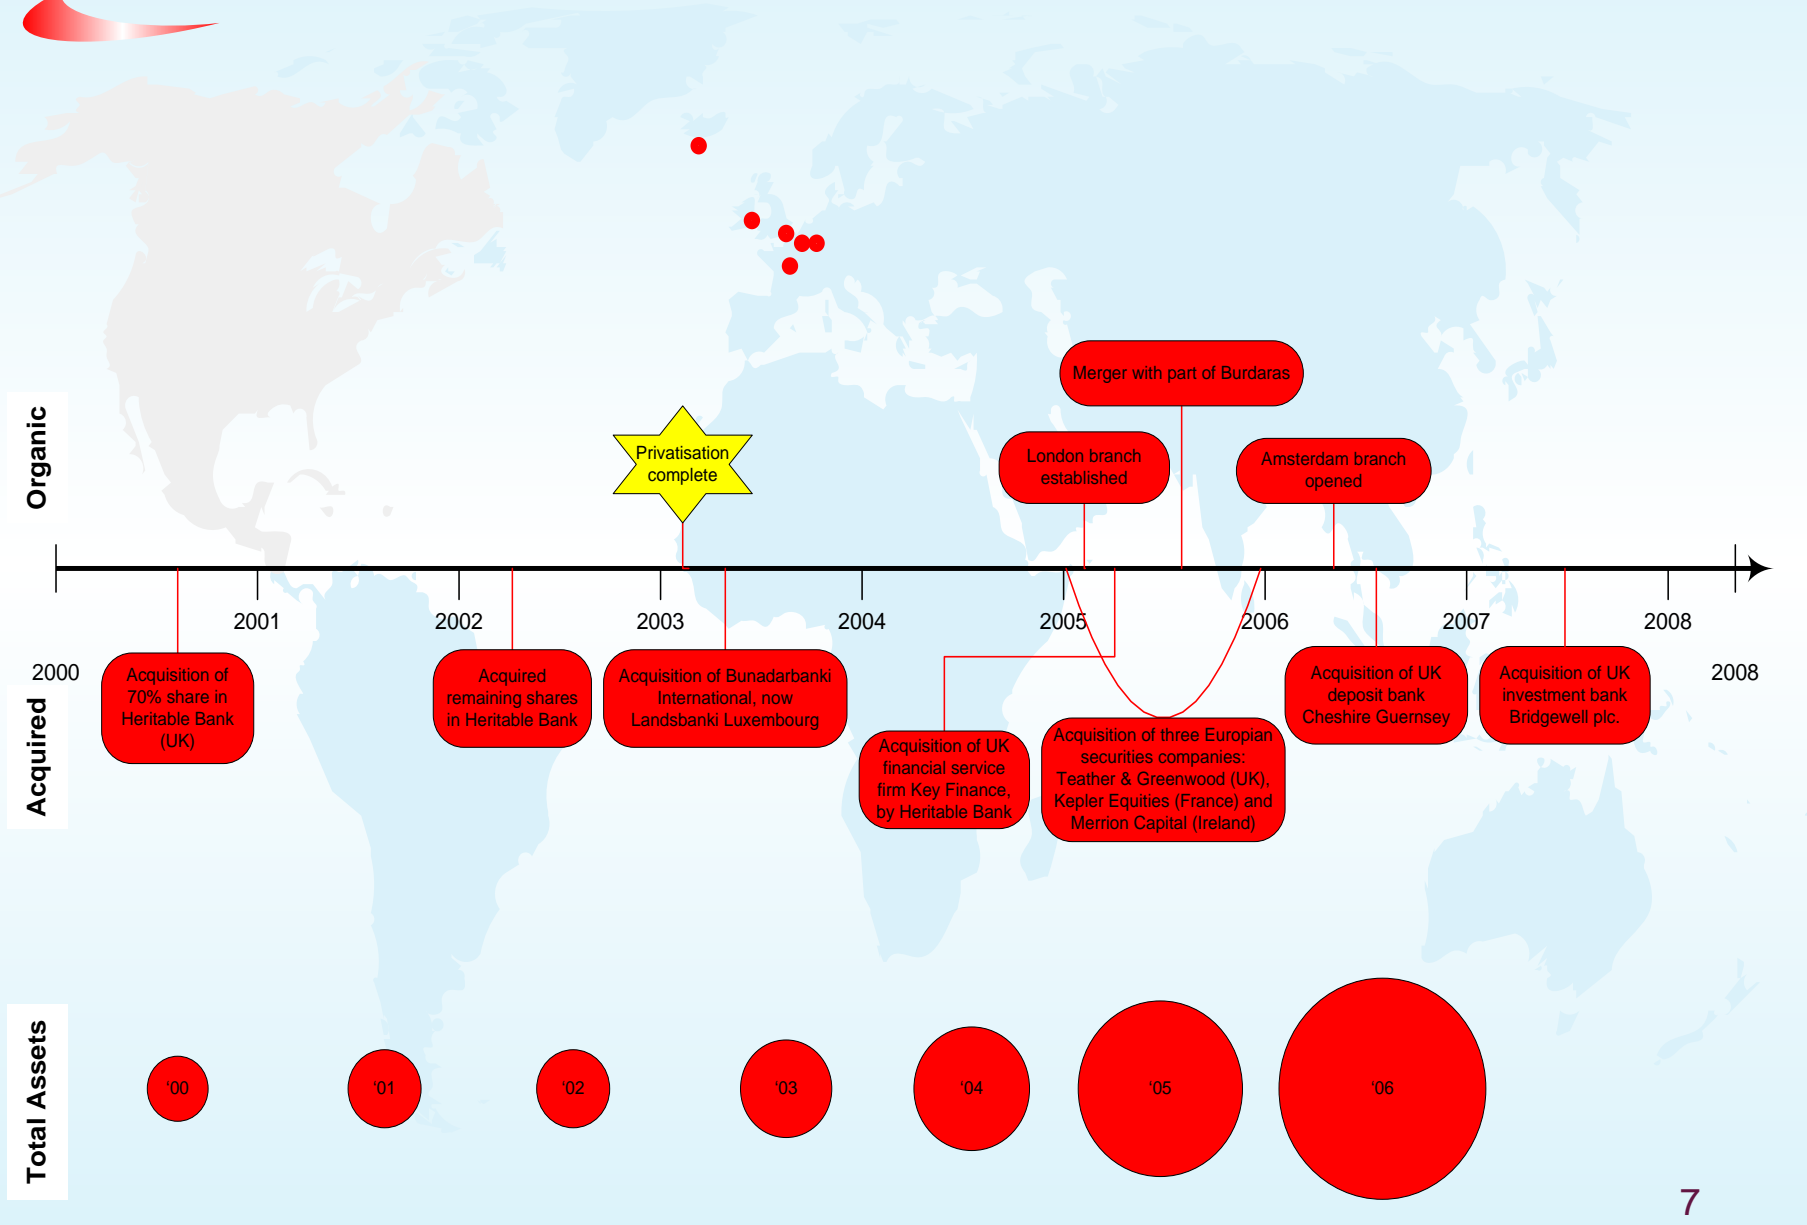 Organic
Privatisation
complete
Merger with part of Burdaras
London branch
established
Amsterdam branch
opened
2001
2002
2003
2004
2005
2006
2007
2008
2000
2008
Acquired
Acquisition of
70% share in
Heritable Bank
(UK)
Acquired
remaining shares
in Heritable Bank
Acquisition of Bunadarbanki
International, now
Landsbanki Luxembourg
Acquisition of UK
financial service
firm Key Finance,
by Heritable Bank
Acquisition of three Europian
securities companies:
Teather & Greenwood (UK),
Kepler Equities (France) and
Merrion Capital (Ireland)
Acquisition of UK
deposit bank
Cheshire Guernsey
Acquisition of UK
investment bank
Bridgewell plc.
Total Assets
‘00
‘01
‘02
‘03
‘04
‘05
‘06
7